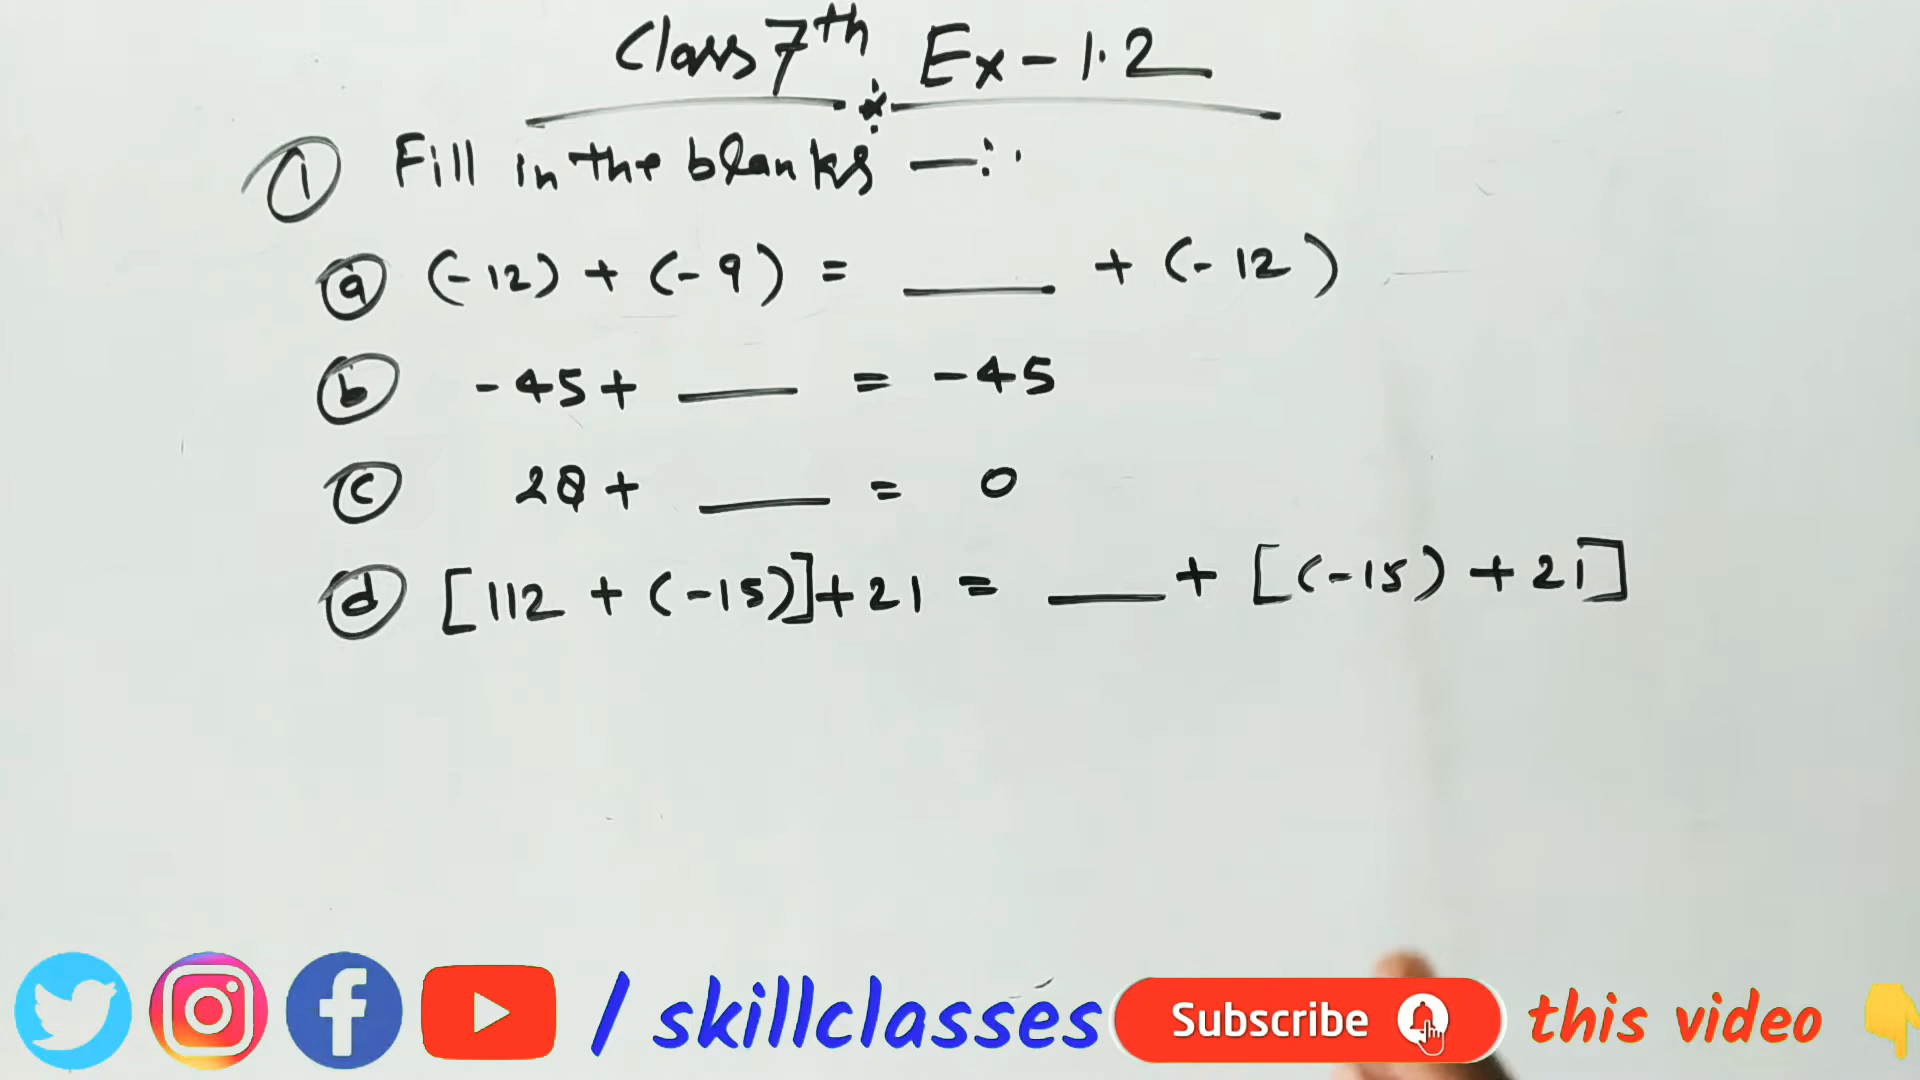 Class 7th Ex - 1.2
① Fill in the blanks —:·
ⓐ (-12) + (-9) = ____ + (-12)
ⓑ -45 + ____ = -45
ⓒ 28 + ____ = 0
ⓓ [112 + (-15)] + 21 = ____ + [(-15) + 21]
/ skillclasses Subscribe this video